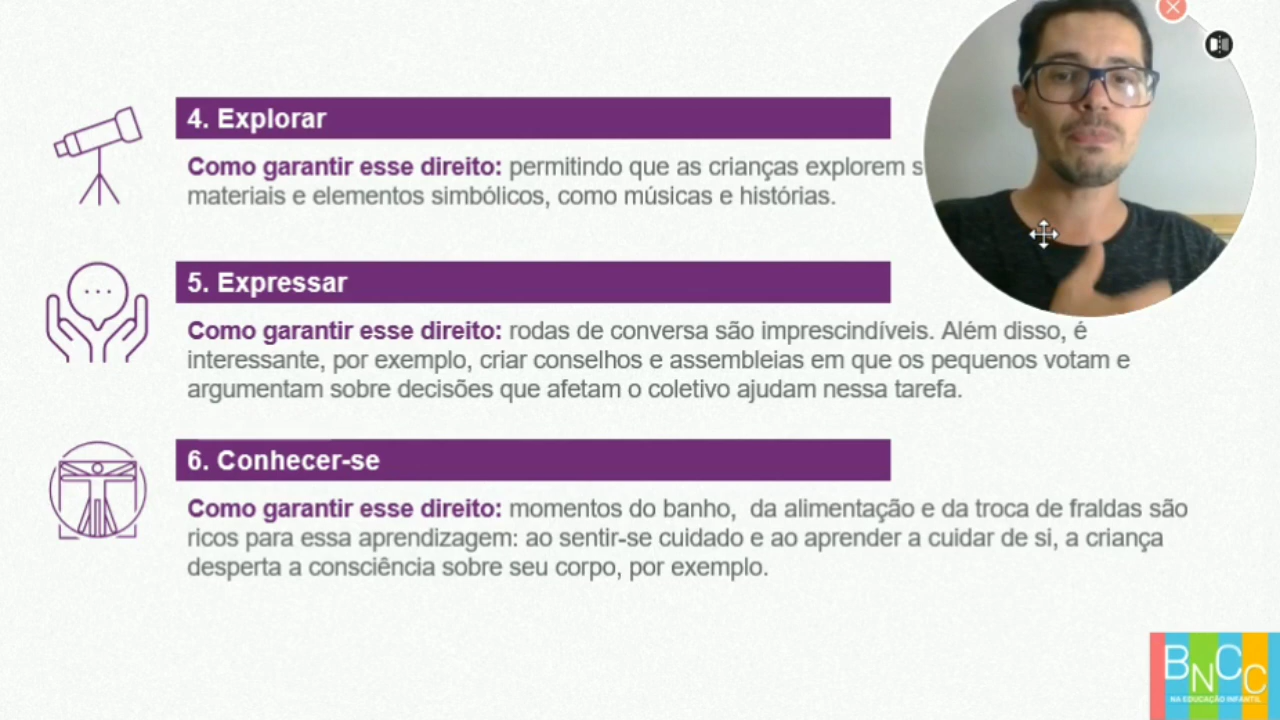 4. Explorar
Como garantir esse direito: permitindo que as crianças explorem
materiais e elementos simbólicos, como músicas e histórias.
5. Expressar
Como garantir esse direito: rodas de conversa são imprescindíveis. Além disso, é
interessante, por exemplo, criar conselhos e assembleias em que os pequenos votam e
argumentam sobre decisões que afetam o coletivo ajudam nessa tarefa.
6. Conhecer-se
Como garantir esse direito: momentos do banho,  da alimentação e da troca de fraldas são
ricos para essa aprendizagem: ao sentir-se cuidado e ao aprender a cuidar de si, a criança
desperta a consciência sobre seu corpo, por exemplo.
BNCC
NA EDUCAÇÃO INFANTIL